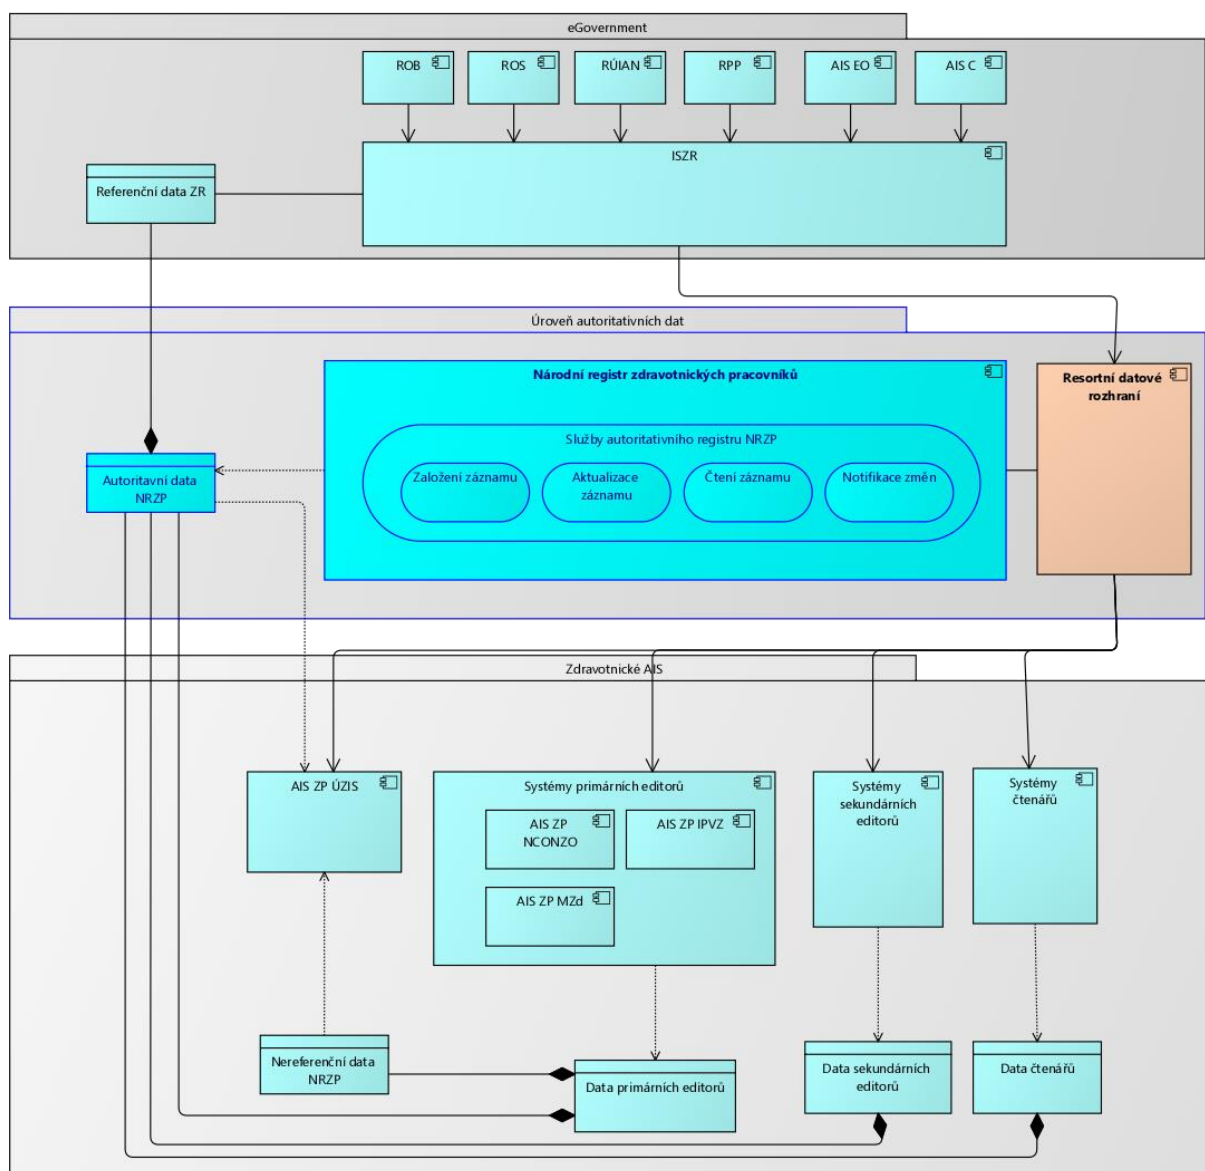 eGovernment
ROB
ROS
RÚIAN
RPP
AIS EO
AIS C
ISZR
Referenční data ZR
Úroveň autoritativních dat
Národní registr zdravotnických pracovníků
Resortní datové
rozhraní
Služby autoritativního registru NRZP
Založení záznamu
Aktualizace
záznamu
Čtení záznamu
Notifikace změn
Autoritavní data
NRZP
Zdravotnické AIS
AIS ZP ÚZIS
Systémy primárních editorů
AIS ZP
NCONZO
AIS ZP IPVZ
AIS ZP MZd
Systémy
sekundárních
editorů
Systémy
čtenářů
Nereferenční data
NRZP
Data primárních editorů
Data sekundárních
editorů
Data čtenářů